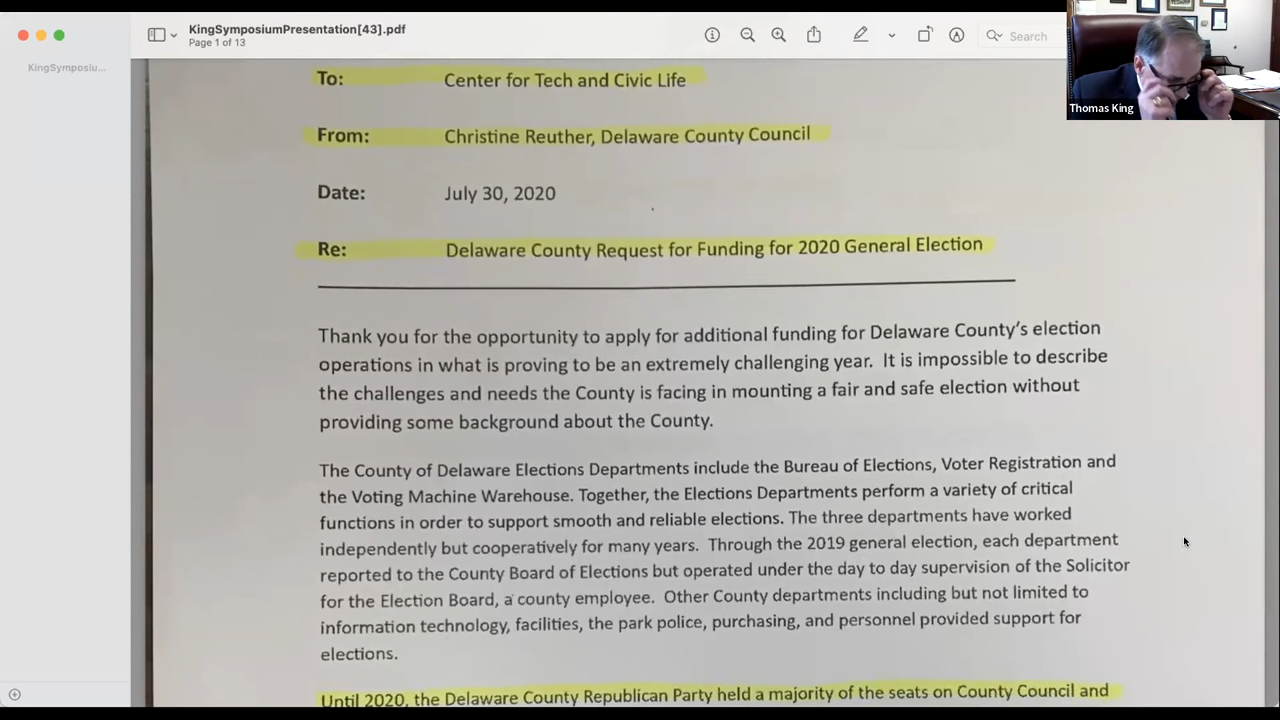 KingSymposiumPresentation[43].pdf
Page 1 of 13
Search
KingSymposiu...
Thomas King
To: Center for Tech and Civic Life
From: Christine Reuther, Delaware County Council
Date: July 30, 2020
Re: Delaware County Request for Funding for 2020 General Election
Thank you for the opportunity to apply for additional funding for Delaware County's election
operations in what is proving to be an extremely challenging year. It is impossible to describe
the challenges and needs the County is facing in mounting a fair and safe election without
providing some background about the County.
The County of Delaware Elections Departments include the Bureau of Elections, Voter Registration and
the Voting Machine Warehouse. Together, the Elections Departments perform a variety of critical
functions in order to support smooth and reliable elections. The three departments have worked
independently but cooperatively for many years. Through the 2019 general election, each department
reported to the County Board of Elections but operated under the day to day supervision of the Solicitor
for the Election Board, a county employee. Other County departments including but not limited to
information technology, facilities, the park police, purchasing, and personnel provided support for
elections.
Until 2020, the Delaware County Republican Party held a majority of the seats on County Council and